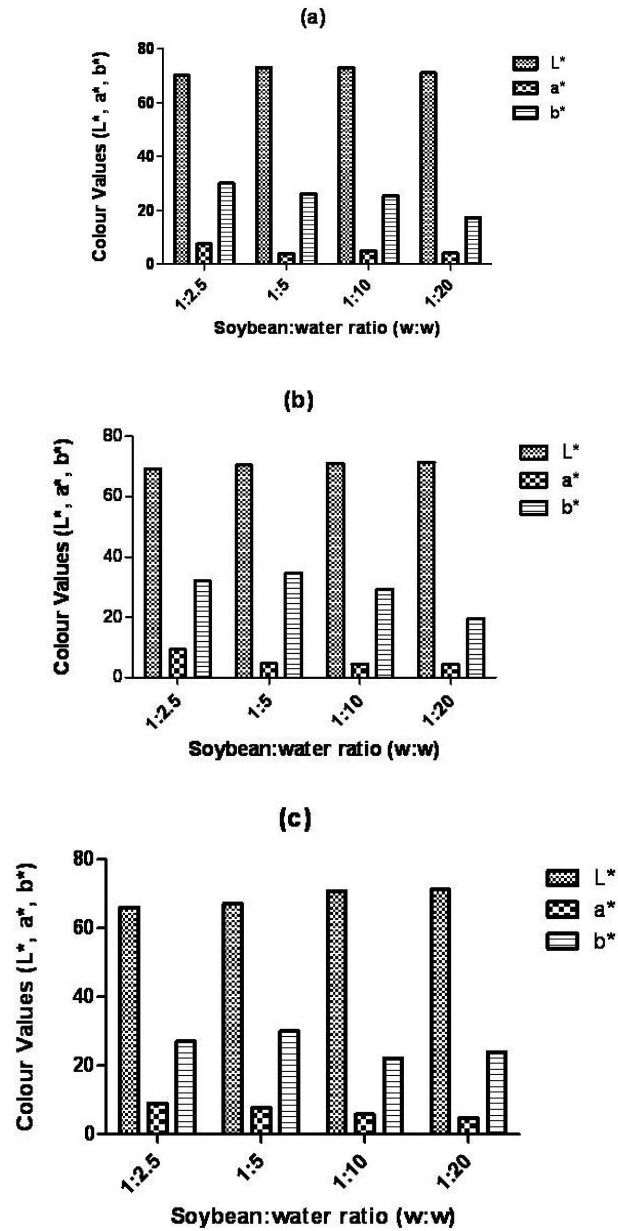 (a)
Colour Values (L*, a*, b*)
80
60
40
20
0
1:2.5
1:5
1:10
1:20
Soybean:water ratio (w:w)
L*
a*
b*
(b)
Colour Values (L*, a*, b*)
80
60
40
20
0
1:2.5
1:5
1:10
1:20
Soybean:water ratio (w:w)
L*
a*
b*
(c)
Colour Values (L*, a*, b*)
80
60
40
20
0
1:2.5
1:5
1:10
1:20
Soybean:water ratio (w:w)
L*
a*
b*